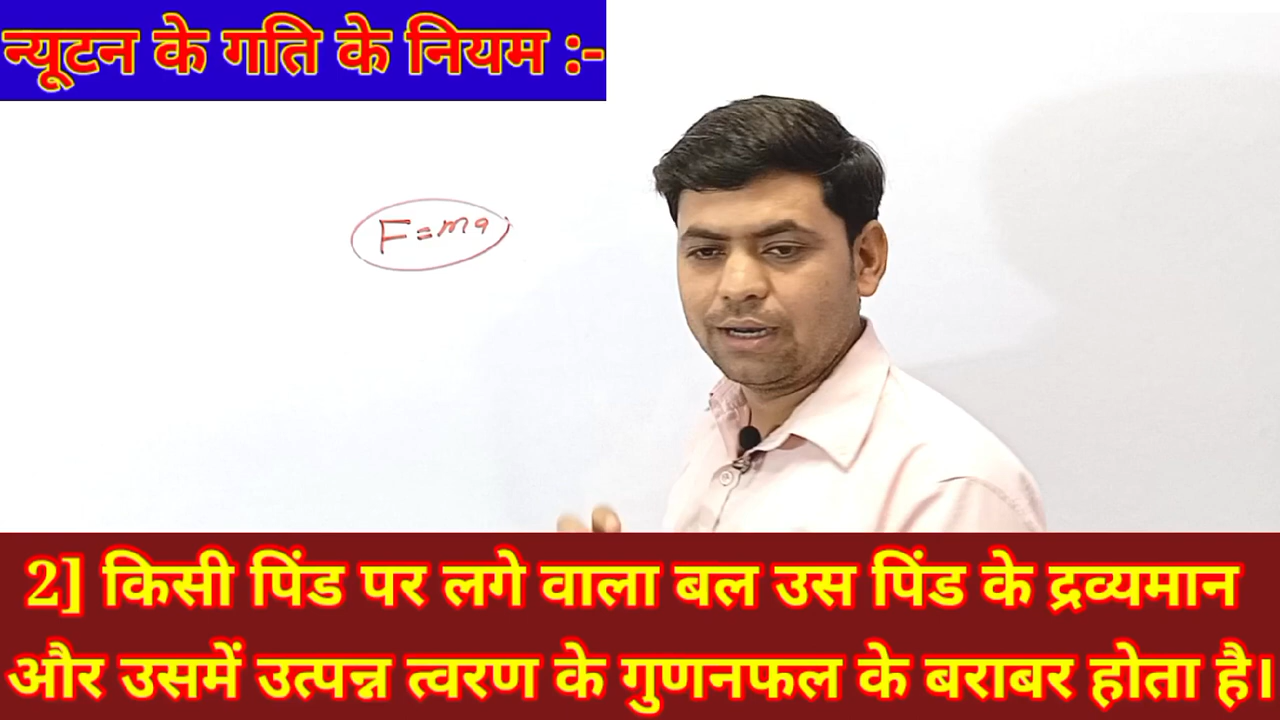 न्यूटन के गति के नियम :-
F=ma
2] किसी पिंड पर लगे वाला बल उस पिंड के द्रव्यमान
और उसमें उत्पन्न त्वरण के गुणनफल के बराबर होता है।